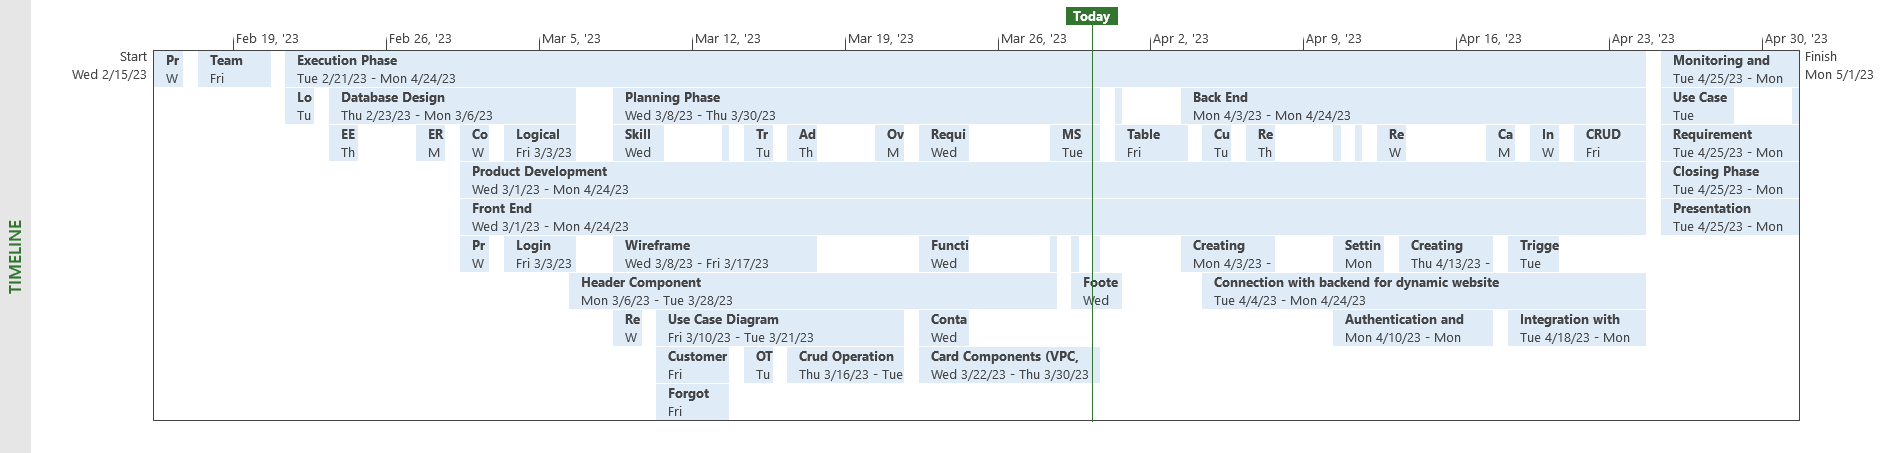 Today
Feb 19, '23
Feb 26, '23
Mar 5, '23
Mar 12, '23
Mar 19, '23
Mar 26, '23
Apr 2, '23
Apr 9, '23
Apr 16, '23
Apr 23, '23
Apr 30, '23
Start
Wed 2/15/23
Finish
Mon 5/1/23
TIMELINE
Pr
W
Team
Fri
Execution Phase
Tue 2/21/23 - Mon 4/24/23
Monitoring and
Tue 4/25/23 - Mon
Lo
Tu
Database Design
Thu 2/23/23 - Mon 3/6/23
Planning Phase
Wed 3/8/23 - Thu 3/30/23
Back End
Mon 4/3/23 - Mon 4/24/23
Use Case
Tue
EE
Th
ER
M
Co
W
Logical
Fri 3/3/23
Skill
Wed
Tr
Tu
Ad
Th
Ov
M
Requi
Wed
MS
Tue
Table
Fri
Cu
Tu
Re
Th
Re
W
Ca
M
In
W
CRUD
Fri
Requirement
Tue 4/25/23 - Mon
Product Development
Wed 3/1/23 - Mon 4/24/23
Closing Phase
Tue 4/25/23 - Mon
Front End
Wed 3/1/23 - Mon 4/24/23
Presentation
Tue 4/25/23 - Mon
Pr
W
Login
Fri 3/3/23
Wireframe
Wed 3/8/23 - Fri 3/17/23
Functi
Wed
Creating
Mon 4/3/23 -
Settin
Mon
Creating
Thu 4/13/23 -
Trigge
Tue
Header Component
Mon 3/6/23 - Tue 3/28/23
Foote
Wed
Connection with backend for dynamic website
Tue 4/4/23 - Mon 4/24/23
Re
W
Use Case Diagram
Fri 3/10/23 - Tue 3/21/23
Conta
Wed
Authentication and
Mon 4/10/23 - Mon
Integration with
Tue 4/18/23 - Mon
Customer
Fri
OT
Tu
Crud Operation
Thu 3/16/23 - Tue
Card Components (VPC,
Wed 3/22/23 - Thu 3/30/23
Forgot
Fri